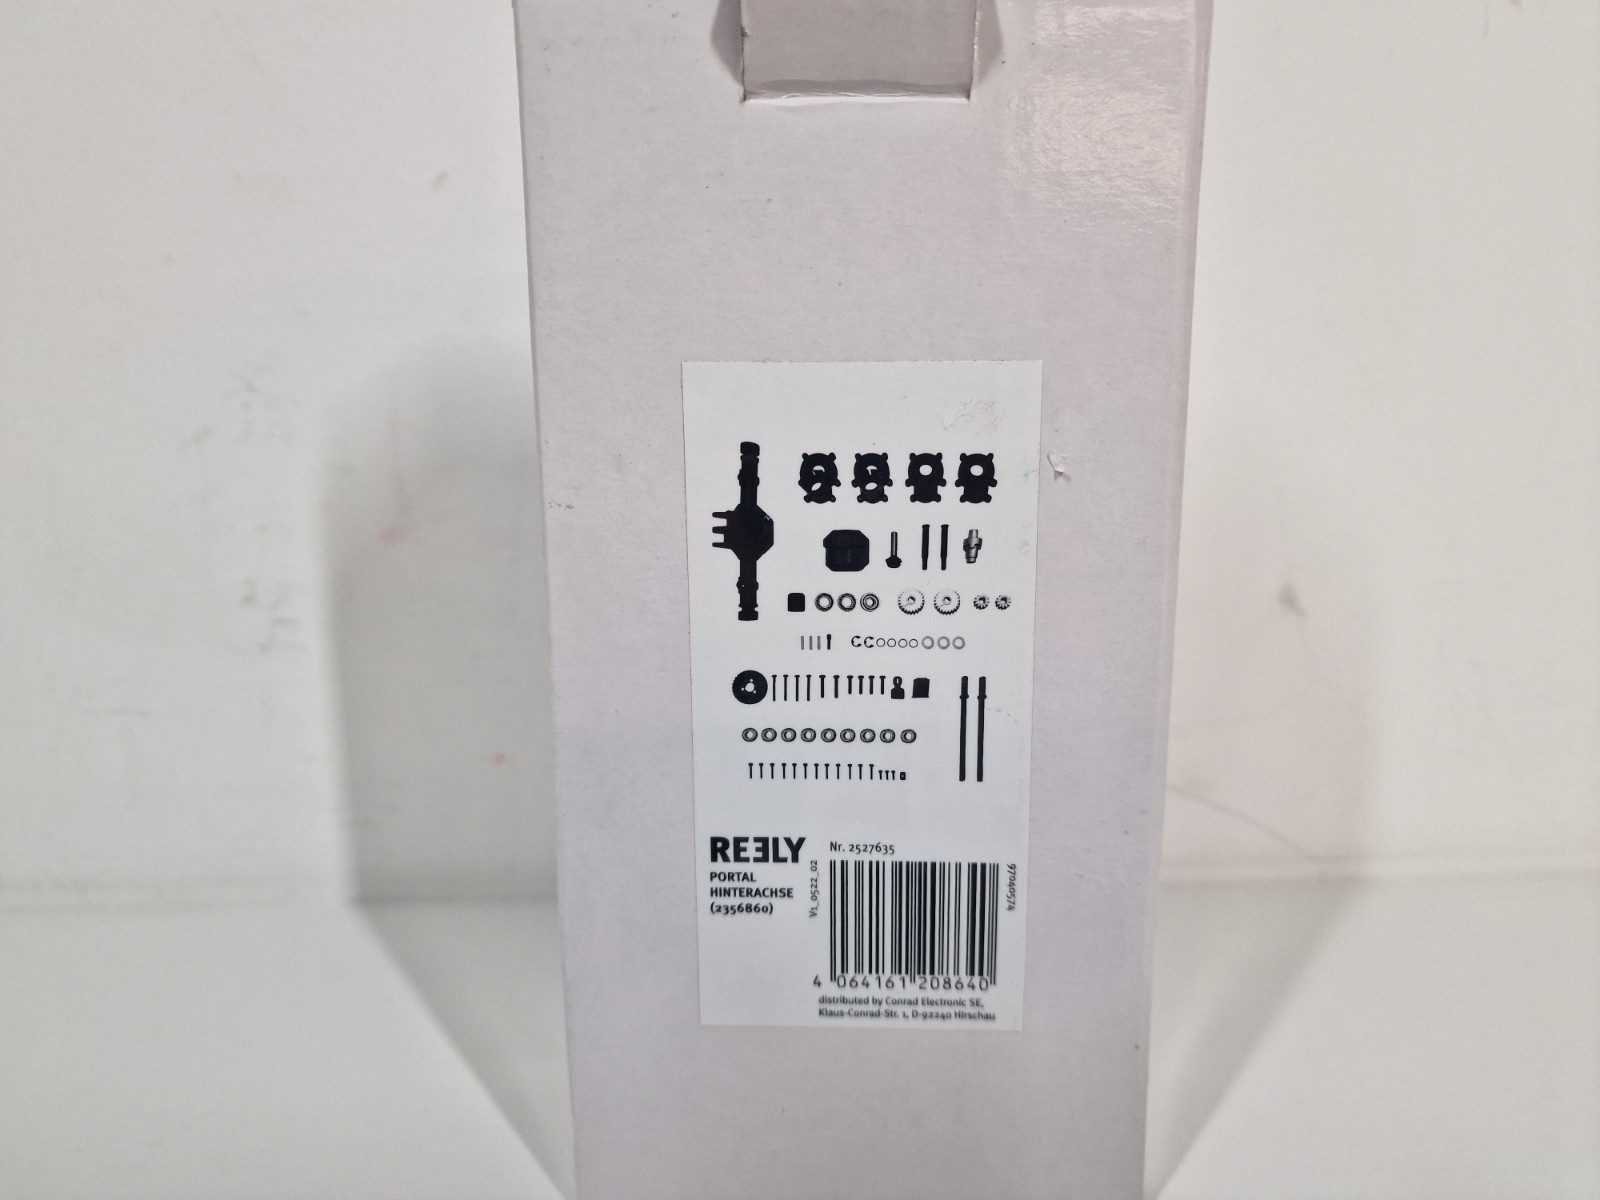 REELY
PORTAL
HINTERACHSE
(2356860)
V1_0522_02
Nr. 2527635
97040574
4 064161 208640
distributed by Conrad Electronic SE,
Klaus-Conrad-Str. 1, D-92240 Hirschau